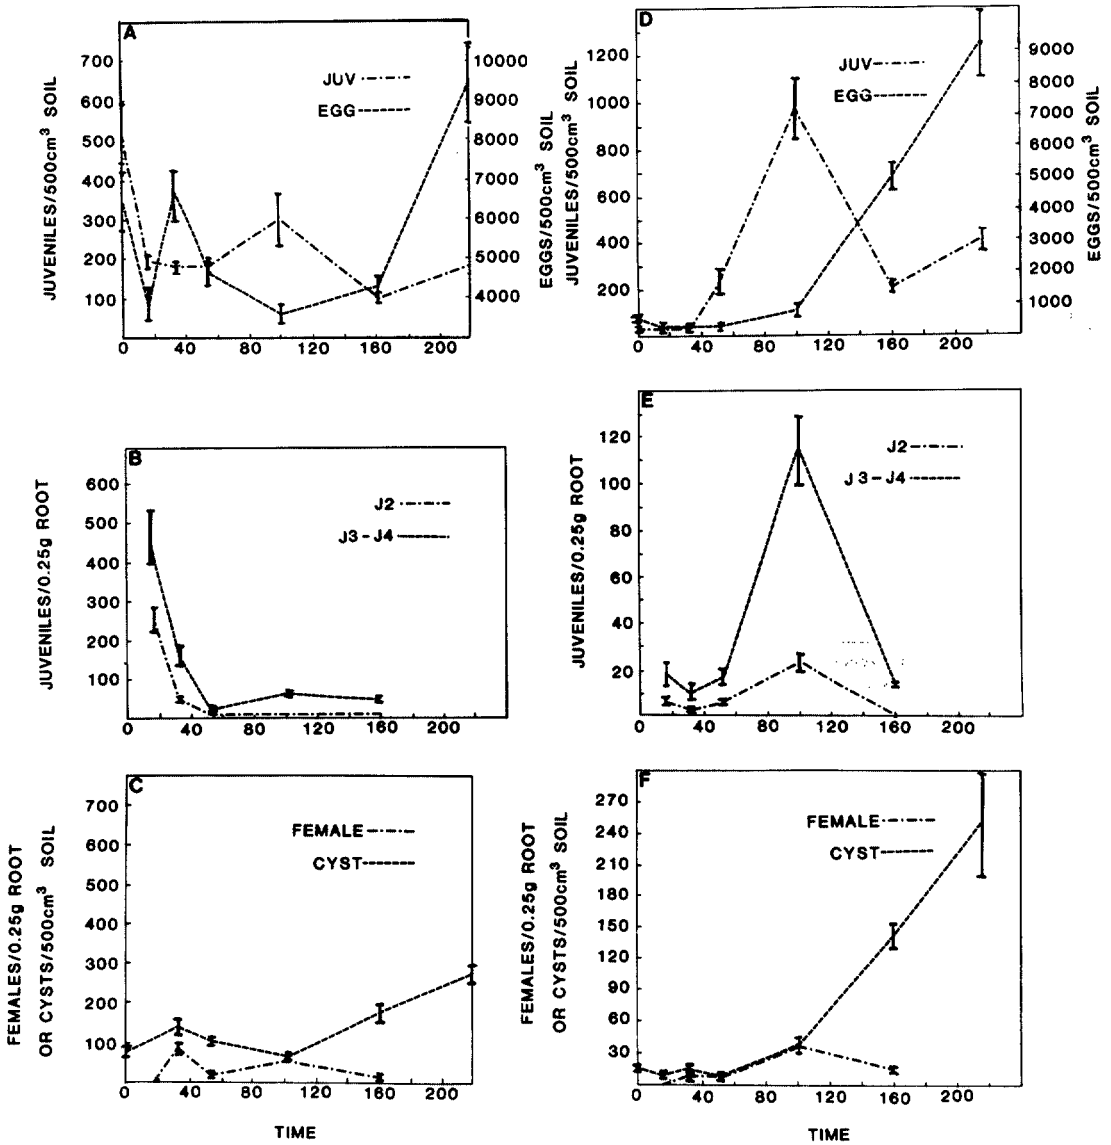 A
JUVENILES/500cm³ SOIL
700
600
500
400
300
200
100
JUV
EGG
10000
9000
8000
7000
6000
5000
4000
EGGS/500cm³ SOIL
0 40 80 120 160 200
D
JUVENILES/500cm³ SOIL
1200
1000
800
600
400
200
JUV
EGG
9000
8000
7000
6000
5000
4000
3000
2000
1000
EGGS/500cm³ SOIL
0 40 80 120 160 200
B
JUVENILES/0.25g ROOT
600
500
400
300
200
100
J2
J3-J4
0 40 80 120 160 200
E
JUVENILES/0.25g ROOT
120
100
80
60
40
20
J2
J3-J4
0 40 80 120 160 200
C
FEMALES/0.25g ROOT
OR CYSTS/500cm³ SOIL
700
600
500
400
300
200
100
FEMALE
CYST
0 40 80 120 160 200
TIME
F
FEMALES/0.25g ROOT
OR CYSTS/500cm³ SOIL
270
240
210
180
150
120
90
60
30
FEMALE
CYST
0 40 80 120 160 200
TIME